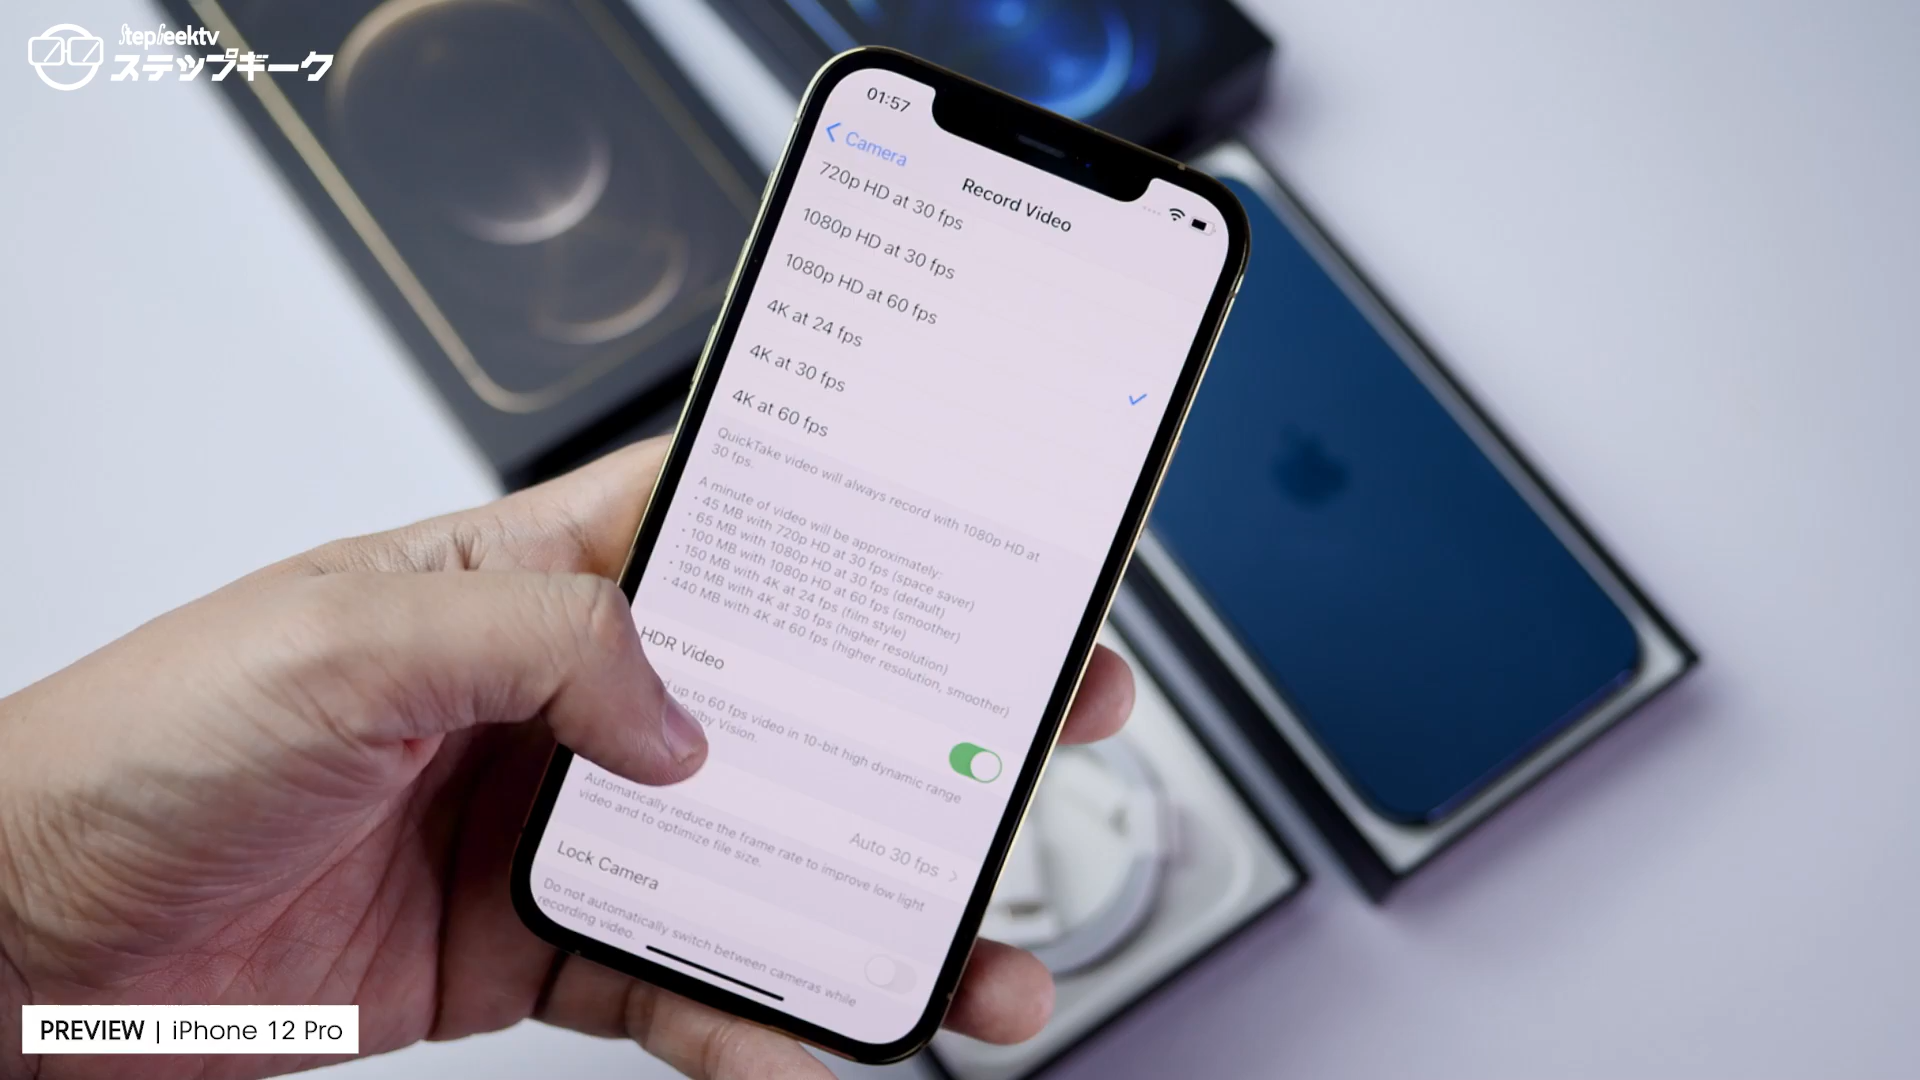 StepGeektv
ステップギーク
01:57
Camera
Record Video
720p HD at 30 fps
1080p HD at 30 fps
1080p HD at 60 fps
4K at 24 fps
4K at 30 fps
4K at 60 fps
QuickTake video will always record with 1080p HD at
30 fps.
A minute of video will be approximately:
• 45 MB with 720p HD at 30 fps (space saver)
• 65 MB with 1080p HD at 30 fps (default)
• 100 MB with 1080p HD at 60 fps (smoother)
• 150 MB with 4K at 24 fps (film style)
• 190 MB with 4K at 30 fps (higher resolution)
• 440 MB with 4K at 60 fps (higher resolution, smoother)
HDR Video
up to 60 fps video in 10-bit high dynamic range
Dolby Vision.
Auto 30 fps
Automatically reduce the frame rate to improve low light
video and to optimize file size.
Lock Camera
Do not automatically switch between cameras while
recording video.
PREVIEW | iPhone 12 Pro